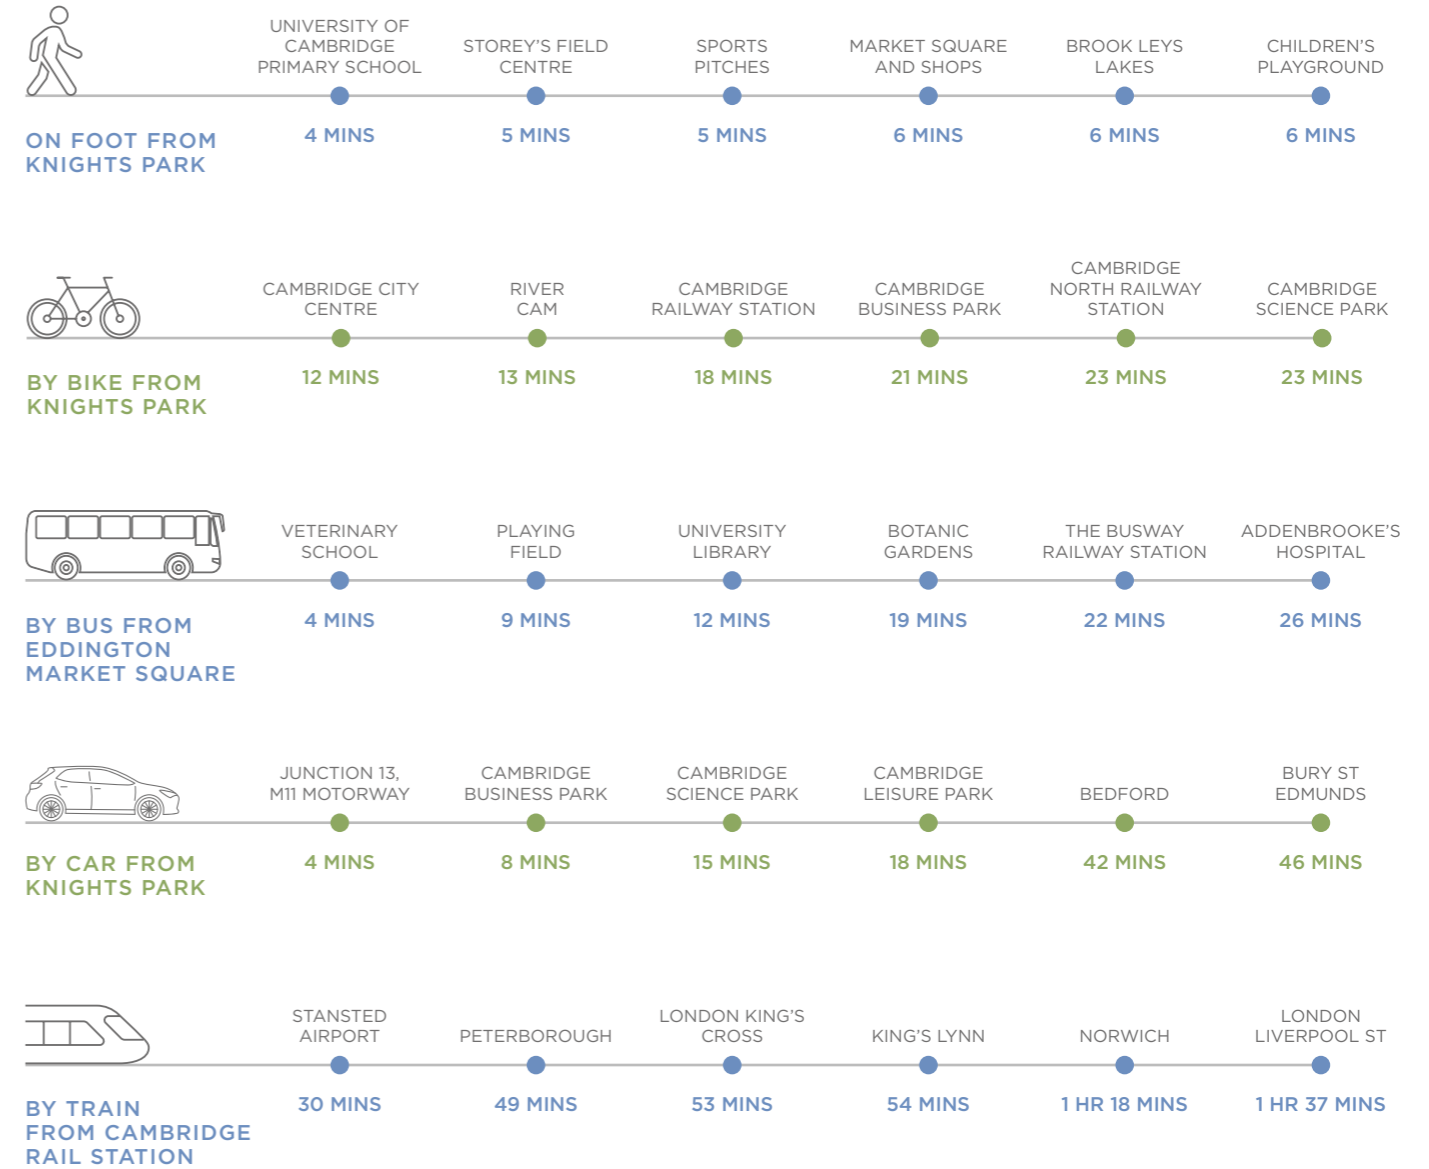 UNIVERSITY OF
CAMBRIDGE
PRIMARY SCHOOL
STOREY'S FIELD
CENTRE
SPORTS
PITCHES
MARKET SQUARE
AND SHOPS
BROOK LEYS
LAKES
CHILDREN'S
PLAYGROUND
ON FOOT FROM
KNIGHTS PARK
4 MINS
5 MINS
5 MINS
6 MINS
6 MINS
6 MINS
CAMBRIDGE CITY
CENTRE
RIVER
CAM
CAMBRIDGE
RAILWAY STATION
CAMBRIDGE
BUSINESS PARK
CAMBRIDGE
NORTH RAILWAY
STATION
CAMBRIDGE
SCIENCE PARK
BY BIKE FROM
KNIGHTS PARK
12 MINS
13 MINS
18 MINS
21 MINS
23 MINS
23 MINS
VETERINARY
SCHOOL
PLAYING
FIELD
UNIVERSITY
LIBRARY
BOTANIC
GARDENS
THE BUSWAY
RAILWAY STATION
ADDENBROOKE'S
HOSPITAL
BY BUS FROM
EDDINGTON
MARKET SQUARE
4 MINS
9 MINS
12 MINS
19 MINS
22 MINS
26 MINS
JUNCTION 13,
M11 MOTORWAY
CAMBRIDGE
BUSINESS PARK
CAMBRIDGE
SCIENCE PARK
CAMBRIDGE
LEISURE PARK
BEDFORD
BURY ST
EDMUNDS
BY CAR FROM
KNIGHTS PARK
4 MINS
8 MINS
15 MINS
18 MINS
42 MINS
46 MINS
STANSTED
AIRPORT
PETERBOROUGH
LONDON KING'S
CROSS
KING'S LYNN
NORWICH
LONDON
LIVERPOOL ST
BY TRAIN
FROM CAMBRIDGE
RAIL STATION
30 MINS
49 MINS
53 MINS
54 MINS
1 HR 18 MINS
1 HR 37 MINS